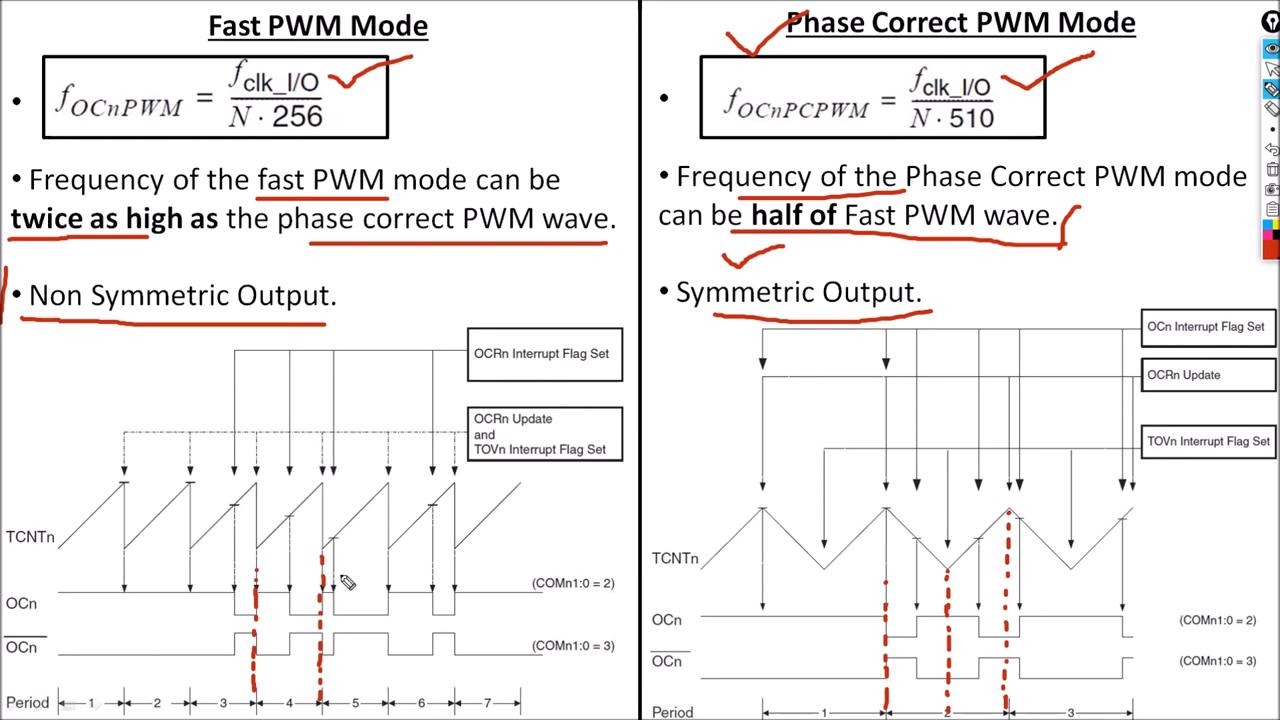 Fast PWM Mode
• fOCnPWM = fclk_I/O / N · 256
• Frequency of the fast PWM mode can be
twice as high as the phase correct PWM wave.
• Non Symmetric Output.
OCRn Interrupt Flag Set
OCRn Update
and
TOVn Interrupt Flag Set
TCNTn
OCn
(COMn1:0 = 2)
OCn
(COMn1:0 = 3)
Period 1 2 3 4 5 6 7
Phase Correct PWM Mode
• fOCnPCPWM = fclk_I/O / N · 510
• Frequency of the Phase Correct PWM mode
can be half of Fast PWM wave.
• Symmetric Output.
OCn Interrupt Flag Set
OCRn Update
TOVn Interrupt Flag Set
TCNTn
OCn
(COMn1:0 = 2)
OCn
(COMn1:0 = 3)
Period 1 2 3